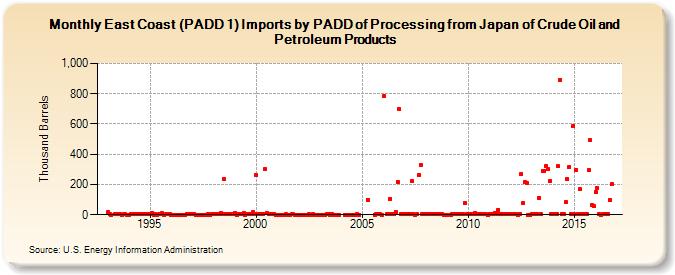 Monthly East Coast (PADD 1) Imports by PADD of Processing from Japan of Crude Oil and
Petroleum Products
Thousand Barrels
1,000
800
600
400
200
0
1995
2000
2005
2010
2015
Source: U.S. Energy Information Administration